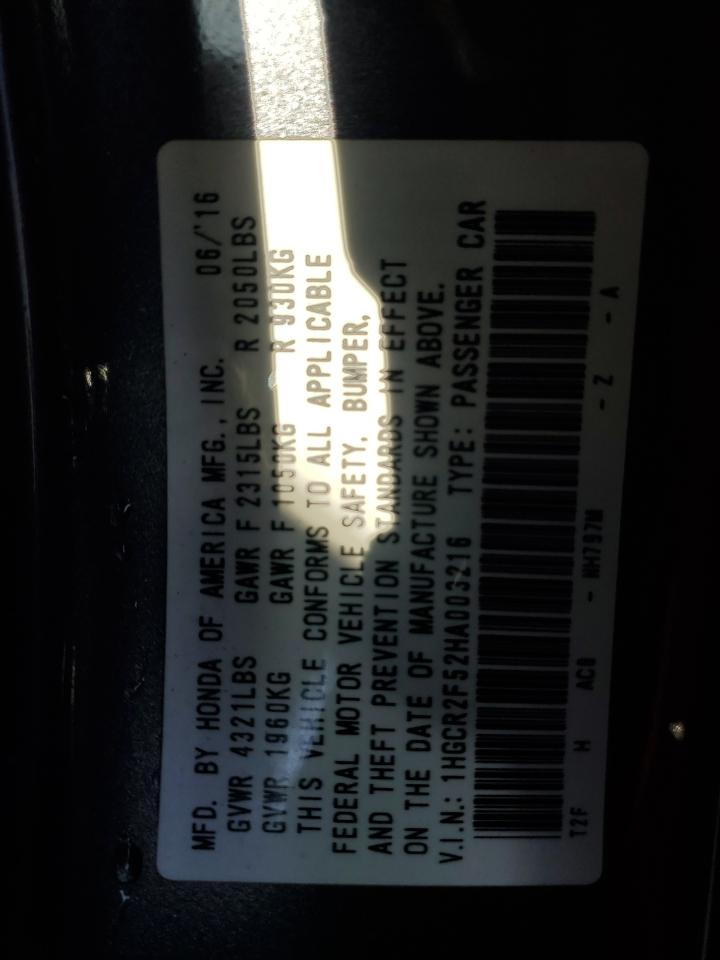 MFD. BY HONDA OF AMERICA MFG., INC. 06/'16
GVWR 4321LBS GAWR F 2315LBS R 2050LBS
GVWR 1960KG GAWR F 1050KG R 930KG
THIS VEHICLE CONFORMS TO ALL APPLICABLE
FEDERAL MOTOR VEHICLE SAFETY, BUMPER,
AND THEFT PREVENTION STANDARDS IN EFFECT
ON THE DATE OF MANUFACTURE SHOWN ABOVE.
V.I.N.: 1HGCR2F52HA003216 TYPE: PASSENGER CAR
T2F H AC0 - NH797M - Z - A